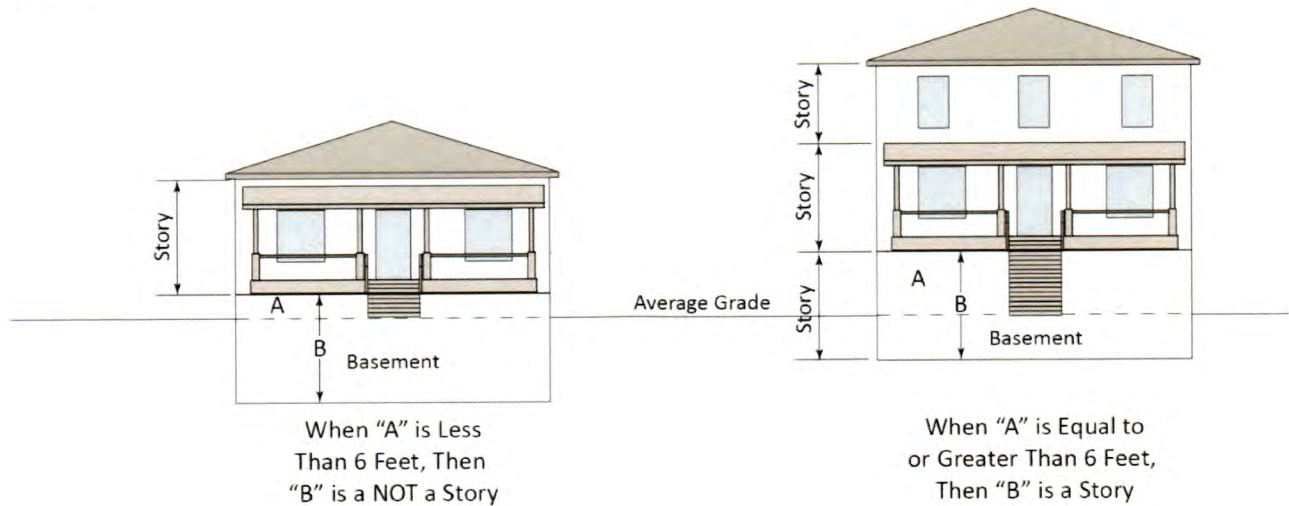 Story
A
B
Basement
When "A" is Less
Than 6 Feet, Then
"B" is a NOT a Story
Average Grade
Story
Story
Story
A
B
Basement
When "A" is Equal to
or Greater Than 6 Feet,
Then "B" is a Story